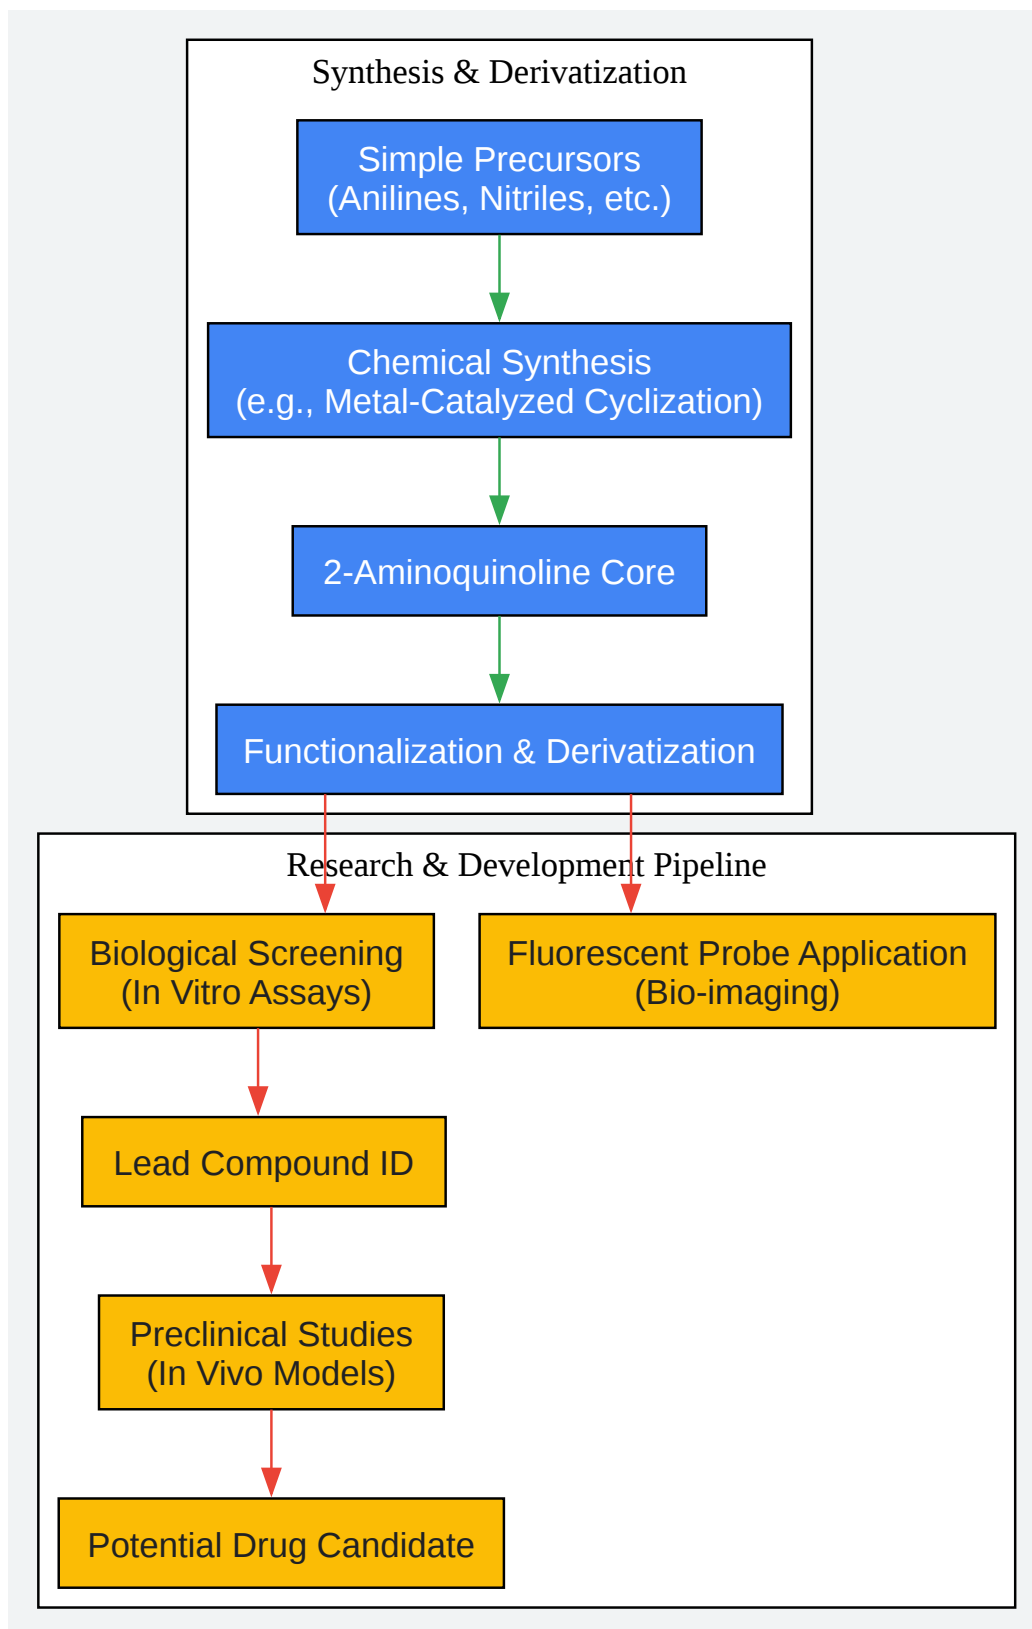 Synthesis & Derivatization
Simple Precursors
(Anilines, Nitriles, etc.)
Chemical Synthesis
(e.g., Metal-Catalyzed Cyclization)
2-Aminoquinoline Core
Functionalization & Derivatization
Research & Development Pipeline
Biological Screening
(In Vitro Assays)
Fluorescent Probe Application
(Bio-imaging)
Lead Compound ID
Preclinical Studies
(In Vivo Models)
Potential Drug Candidate